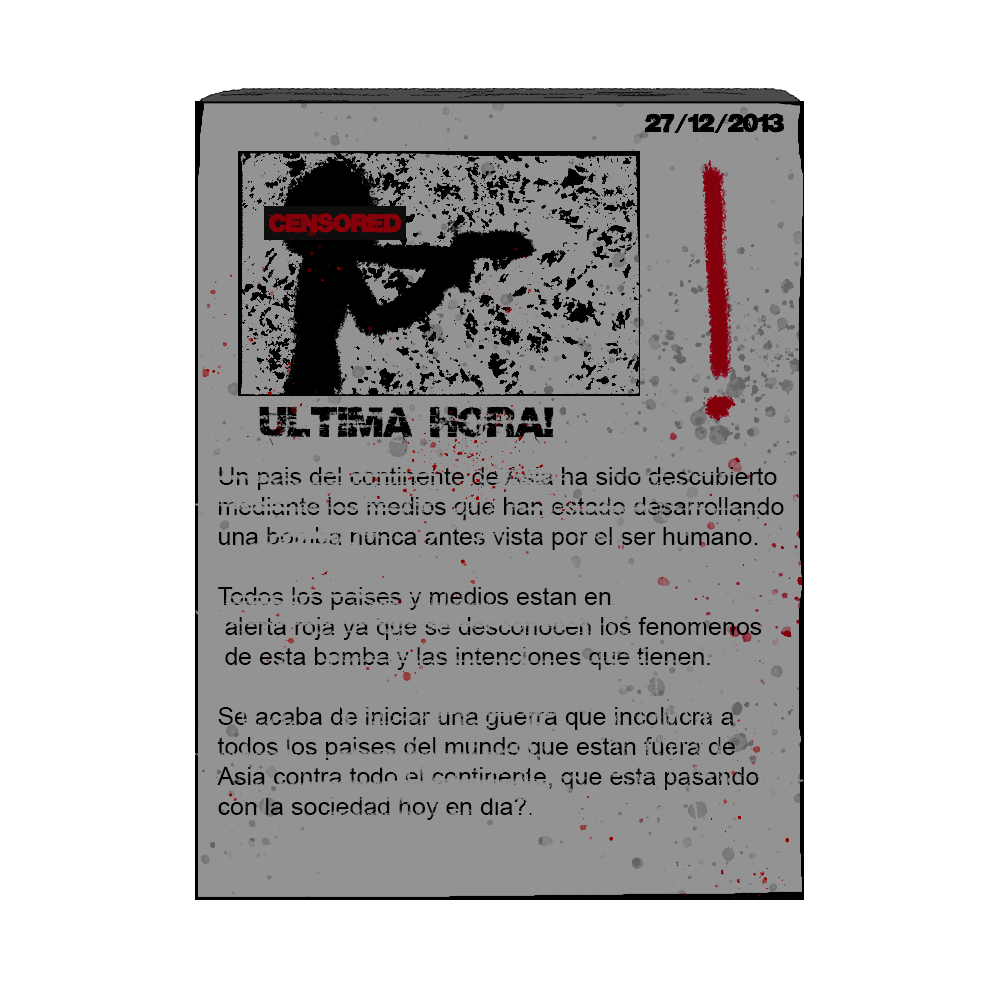 27/12/2013
CENSORED
ULTIMA HORA!
Un pais del continente de Asia ha sido descubierto
mediante los medios que han estado desarrollando
una bomba nunca antes vista por el ser humano.
Todos los paises y medios estan en
alerta roja ya que se desconocen los fenomenos
de esta bomba y las intenciones que tienen.
Se acaba de iniciar una guerra que incolucra a
todos los paises del mundo que estan fuera de
Asia contra todo el continente, que esta pasando
con la sociedad hoy en dia?.